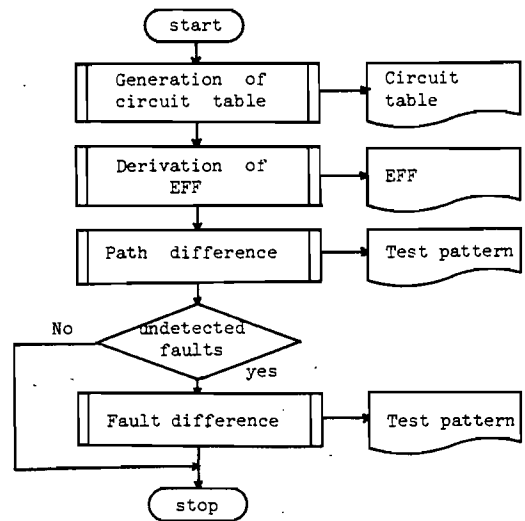 start
Generation of
circuit table
Circuit
table
Derivation of
EFF
EFF
Path difference
Test pattern
undetected
faults
No
yes
Fault difference
Test pattern
stop